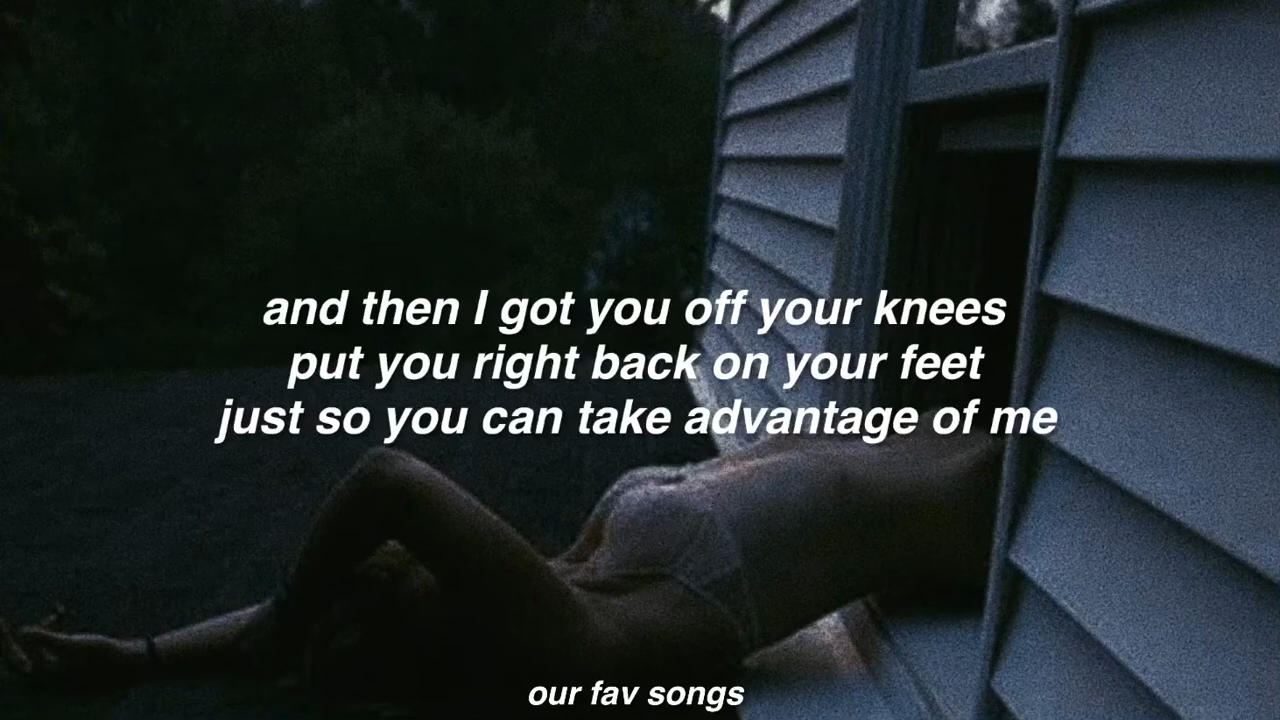 and then I got you off your knees
put you right back on your feet
just so you can take advantage of me
our fav songs